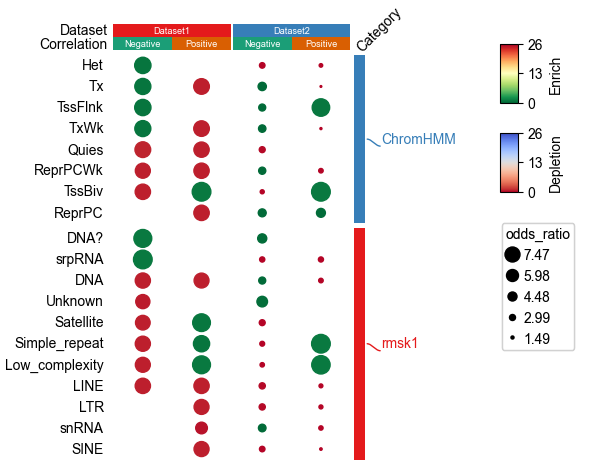 Dataset Dataset1 Dataset2
Correlation Negative Positive Negative Positive Category
Het
Tx
TssFlnk
TxWk
Quies
ReprPCWk
TssBiv
ReprPC
ChromHMM
DNA?
srpRNA
DNA
Unknown
Satellite
Simple_repeat
Low_complexity
LINE
LTR
snRNA
SINE
rmsk1
26
13
0
Enrich
26
13
0
Depletion
odds_ratio
7.47
5.98
4.48
2.99
1.49